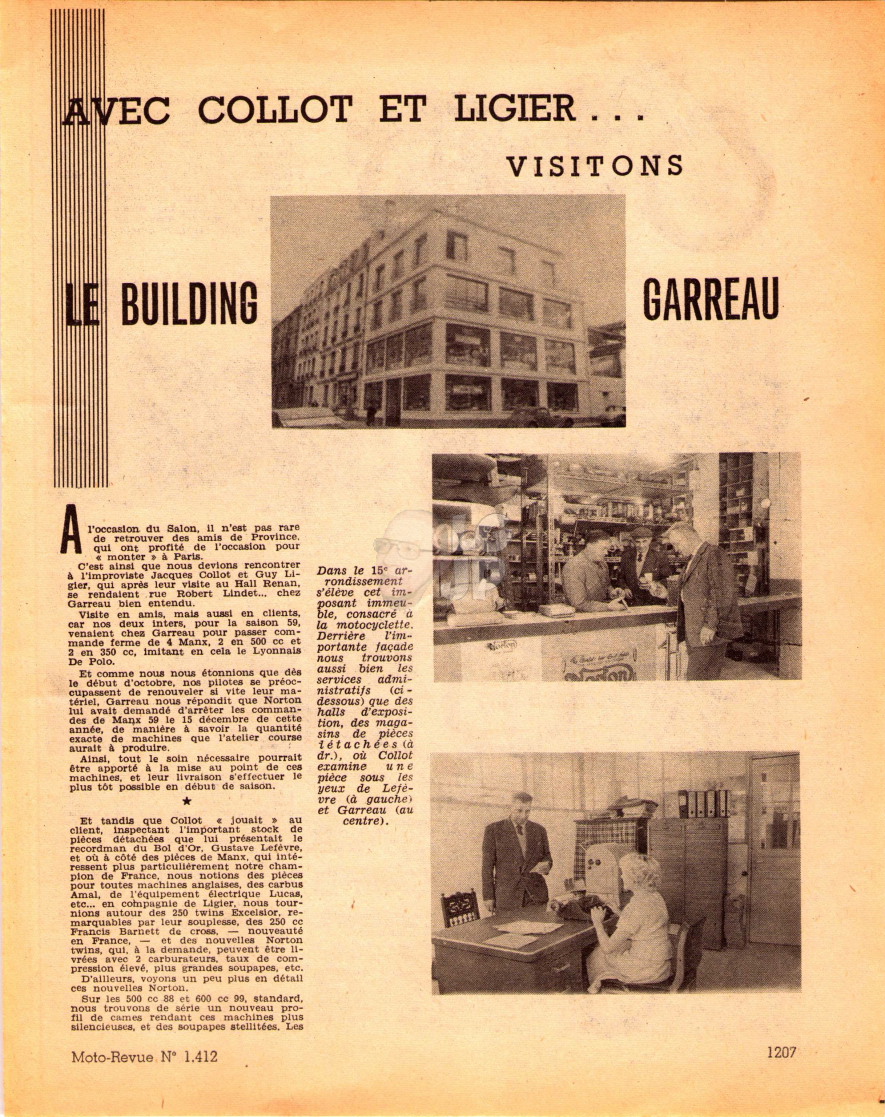 AVEC COLLOT ET LIGIER...
VISITONS
LE BUILDING
GARREAU
A l'occasion du Salon, il n'est pas rare
de retrouver des amis de Province,
qui ont profité de l'occasion pour
« monter » à Paris.
C'est ainsi que nous devions rencontrer
à l'improviste Jacques Collot et Guy Li-
gier, qui après leur visite au Hall Renan,
se rendaient rue Robert Lindet... chez
Garreau bien entendu.
Visite en amis, mais aussi en clients,
car nos deux inters, pour la saison 59,
venaient chez Garreau pour passer com-
mande ferme de 4 Manx, 2 en 500 cc et
2 en 350 cc, imitant en cela le Lyonnais
De Polo.
Et comme nous nous étonnions que dès
le début d'octobre, nos pilotes se préoc-
cupassent de renouveler si vite leur ma-
tériel, Garreau nous répondit que Norton
lui avait demandé d'arrêter les comman-
des de Manx 59 le 15 décembre de cette
année, de manière à savoir la quantité
exacte de machines que l'atelier course
aurait à produire.
Ainsi, tout le soin nécessaire pourrait
être apporté à la mise au point de ces
machines, et leur livraison s'effectuer le
plus tôt possible en début de saison.
★
Et tandis que Collot « jouait » au
client, inspectant l'important stock de
pièces détachées que lui présentait le
recordman du Bol d'Or, Gustave Lefèvre,
et où à côté des pièces de Manx, qui inté-
ressent plus particulièrement notre cham-
pion de France, nous notions des pièces
pour toutes machines anglaises, des carbus
Amal, de l'équipement électrique Lucas,
etc... en compagnie de Ligier, nous tour-
nions autour des 250 twins Excelsior, re-
marquables par leur souplesse, des 250 cc
Francis Barnett de cross, — nouveauté
en France, — et des nouvelles Norton
twins, qui, à la demande, peuvent être li-
vrées avec 2 carburateurs, taux de com-
pression élevé, plus grandes soupapes, etc.
D'ailleurs, voyons un peu plus en détail
ces nouvelles Norton.
Sur les 500 cc 88 et 600 cc 99, standard,
nous trouvons de série un nouveau pro-
fil de cames rendant ces machines plus
silencieuses, et des soupapes stellitées. Les
Dans le 15e ar-
rondissement
s'élève cet im-
posant immeu-
ble, consacré à
la motocyclette.
Derrière l'im-
portante façade
nous trouvons
aussi bien les
services admi-
nistratifs (ci-
dessous) que des
halls d'exposi-
tion, des maga-
sins de pièces
détachées (à
dr.), où Collot
examine une
pièce sous les
yeux de Lefè-
vre (à gauche)
et Garreau (au
centre).
Norton
Norton
Moto-Revue N° 1.412
1207